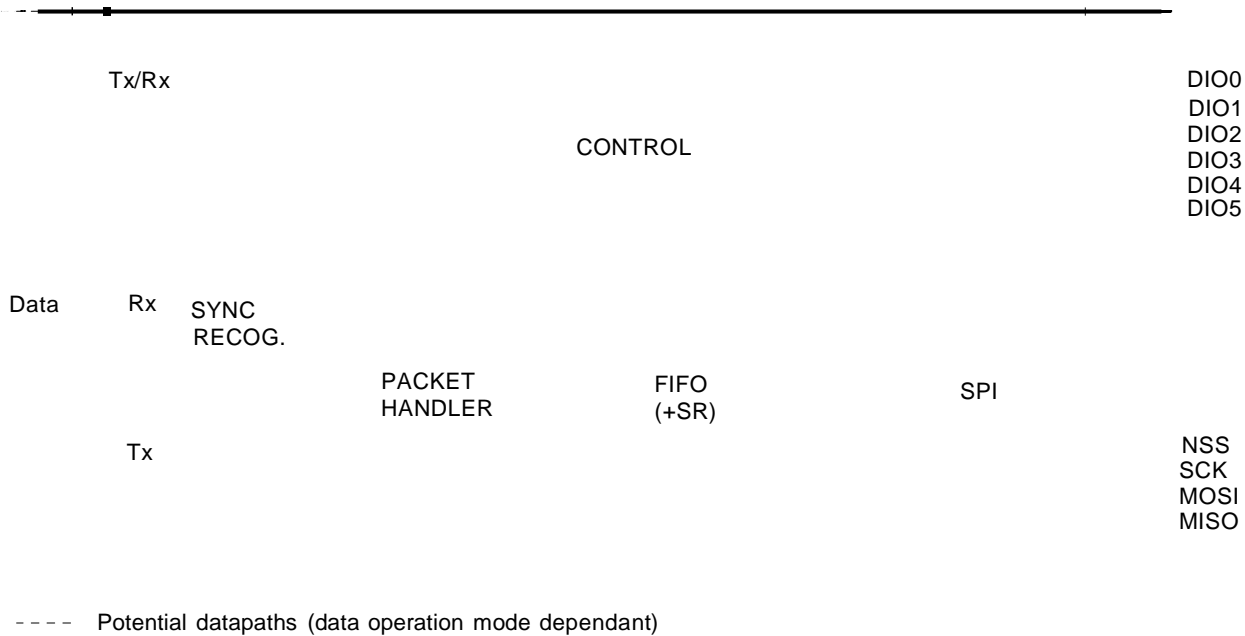 Tx/Rx
DIO0
DIO1
DIO2
DIO3
DIO4
DIO5
CONTROL
Data
Rx
SYNC
RECOG.
PACKET
HANDLER
FIFO
(+SR)
SPI
Tx
NSS
SCK
MOSI
MISO
Potential datapaths (data operation mode dependant)